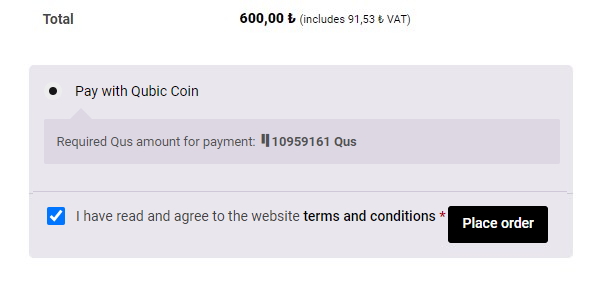 Total 600,00 ₺ (includes 91,53 ₺ VAT)
Pay with Qubic Coin
Required Qus amount for payment: 10959161 Qus
I have read and agree to the website terms and conditions *
Place order